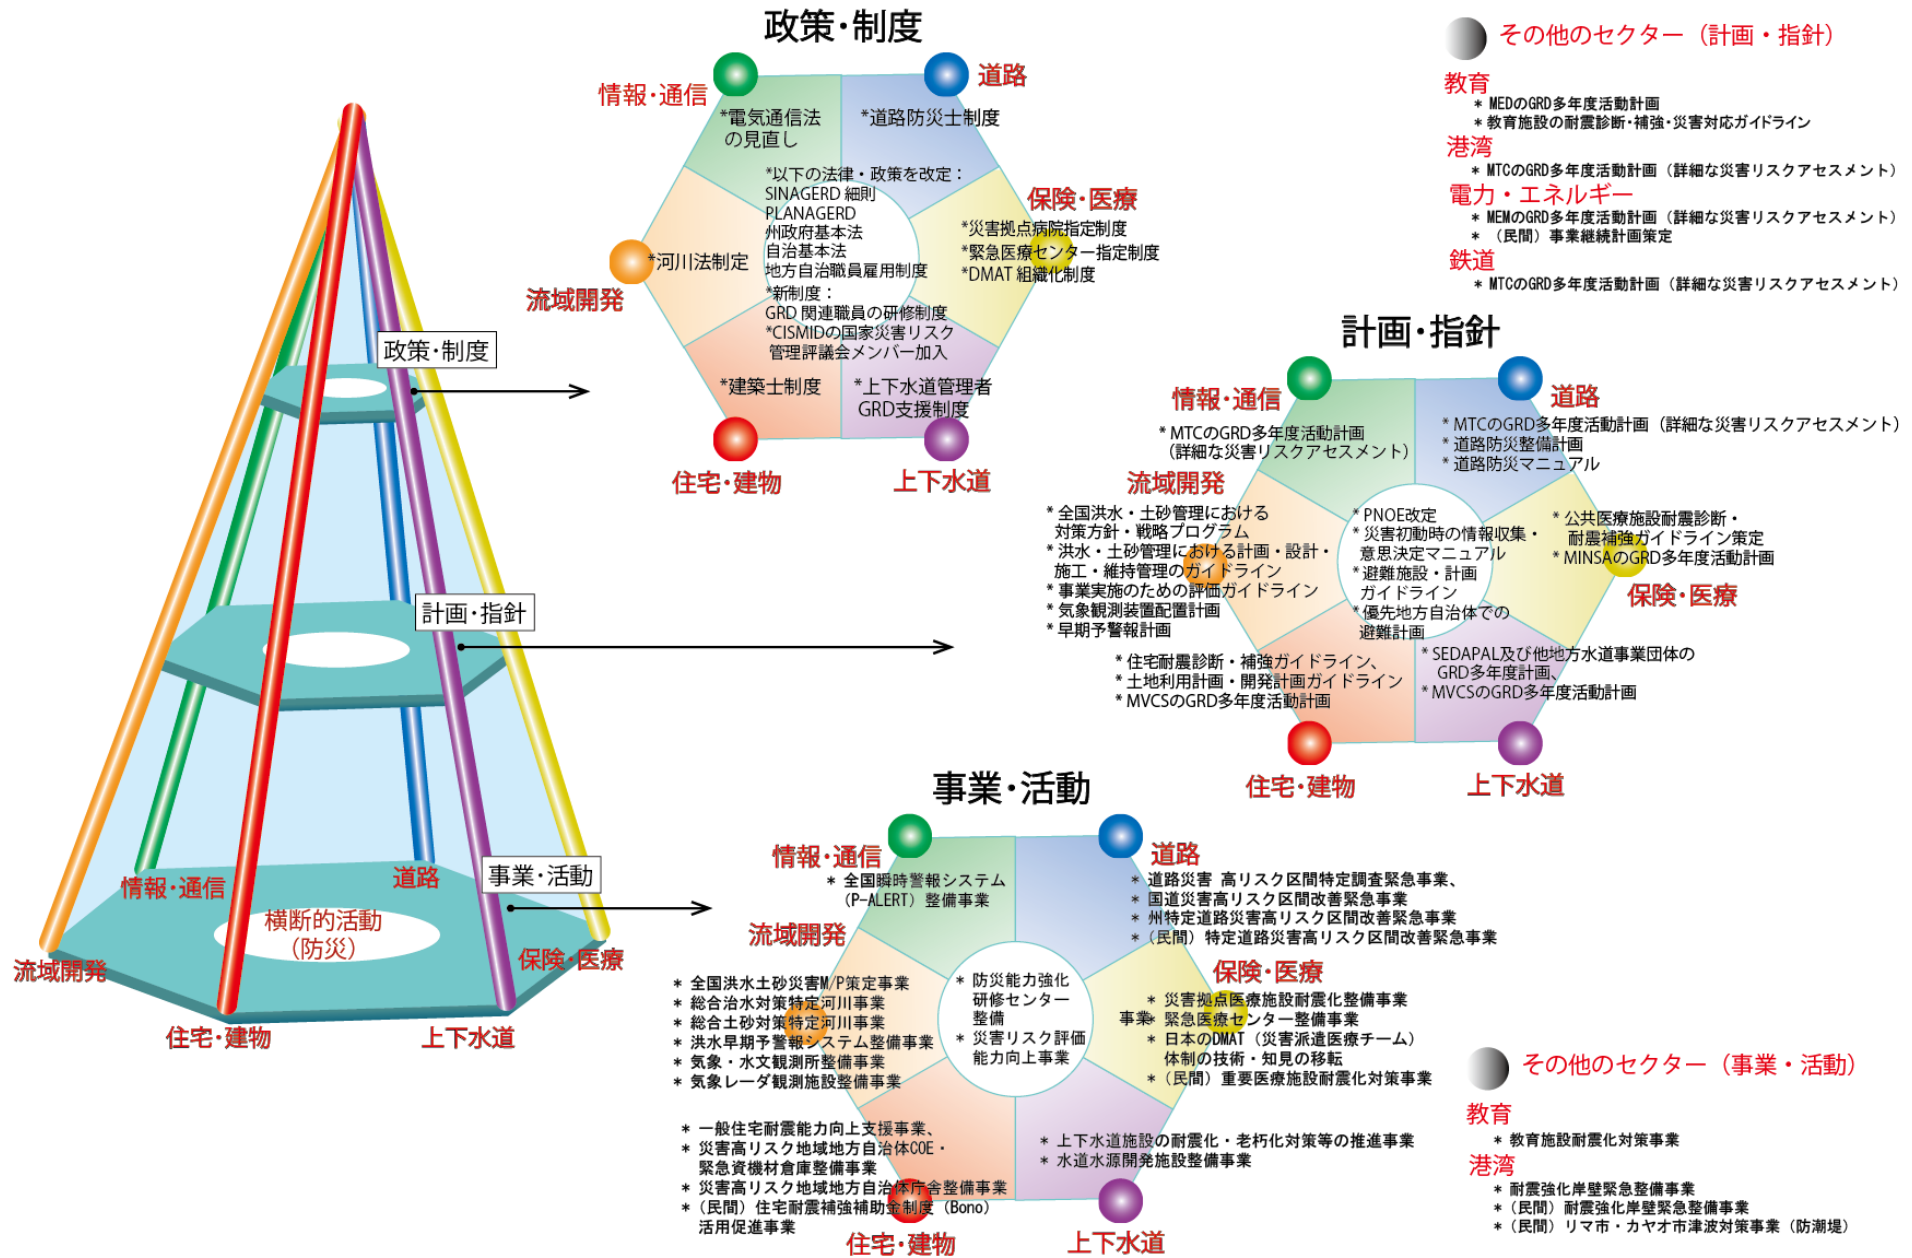 政策・制度
情報・通信
道路
*電気通信法
の見直し
*道路防災士制度
*以下の法律・政策を改定：
SINAGERD 細則
PLANAGERD
州政府基本法
自治基本法
地方自治職員雇用制度
*新制度：
GRD 関連職員の研修制度
*CISMIDの国家災害リスク
管理評議会メンバー加入
保険・医療
*災害拠点病院指定制度
*緊急医療センター指定制度
*DMAT 組織化制度
*河川法制定
流域開発
*建築士制度
*上下水道管理者
GRD支援制度
住宅・建物
上下水道
その他のセクター（計画・指針）
教育
* MEDのGRD多年度活動計画
* 教育施設の耐震診断・補強・災害対応ガイドライン
港湾
* MTCのGRD多年度活動計画（詳細な災害リスクアセスメント）
電力・エネルギー
* MEMのGRD多年度活動計画（詳細な災害リスクアセスメント）
* （民間）事業継続計画策定
鉄道
* MTCのGRD多年度活動計画（詳細な災害リスクアセスメント）
政策・制度
計画・指針
事業・活動
情報・通信
道路
横断的活動
（防災）
流域開発
保険・医療
住宅・建物
上下水道
計画・指針
情報・通信
道路
* MTCのGRD多年度活動計画
（詳細な災害リスクアセスメント）
* MTCのGRD多年度活動計画（詳細な災害リスクアセスメント）
* 道路防災整備計画
* 道路防災マニュアル
流域開発
* 全国洪水・土砂管理における
対策方針・戦略プログラム
* 洪水・土砂管理における計画・設計・
施工・維持管理のガイドライン
* 事業実施のための評価ガイドライン
* 気象観測装置配置計画
* 早期予警報計画
* PNOE改定
* 災害初動時の情報収集・
意思決定マニュアル
* 避難施設・計画
ガイドライン
* 優先地方自治体での
避難計画
* 公共医療施設耐震診断・
耐震補強ガイドライン策定
* MINSAのGRD多年度活動計画
保険・医療
* 住宅耐震診断・補強ガイドライン、
* 土地利用計画・開発計画ガイドライン
* MVCSのGRD多年度活動計画
* SEDAPAL及び他地方水道事業団体の
GRD多年度計画、
* MVCSのGRD多年度活動計画
住宅・建物
上下水道
事業・活動
情報・通信
道路
* 全国瞬時警報システム
（P-ALERT）整備事業
* 道路災害 高リスク区間特定調査緊急事業、
* 国道災害高リスク区間改善緊急事業
* 州特定道路災害高リスク区間改善緊急事業
* （民間）特定道路災害高リスク区間改善緊急事業
流域開発
* 全国洪水土砂災害M/P策定事業
* 総合治水対策特定河川事業
* 総合土砂対策特定河川事業
* 洪水早期予警報システム整備事業
* 気象・水文観測所整備事業
* 気象レーダ観測施設整備事業
* 防災能力強化
研修センター
整備
* 災害リスク評価
能力向上事業
保険・医療
* 災害拠点医療施設耐震化整備事業
事業* 緊急医療センター整備事業
* 日本のDMAT（災害派遣医療チーム）
体制の技術・知見の移転
* （民間）重要医療施設耐震化対策事業
* 一般住宅耐震能力向上支援事業、
* 災害高リスク地域地方自治体COE・
緊急資機材倉庫整備事業
* 災害高リスク地域地方自治体庁舎整備事業
* （民間）住宅耐震補強補助金制度（Bono）
活用促進事業
* 上下水道施設の耐震化・老朽化対策等の推進事業
* 水道水源開発施設整備事業
住宅・建物
上下水道
その他のセクター（事業・活動）
教育
* 教育施設耐震化対策事業
港湾
* 耐震強化岸壁緊急整備事業
* （民間）耐震強化岸壁緊急整備事業
* （民間）リマ市・カヤオ市津波対策事業（防潮堤）